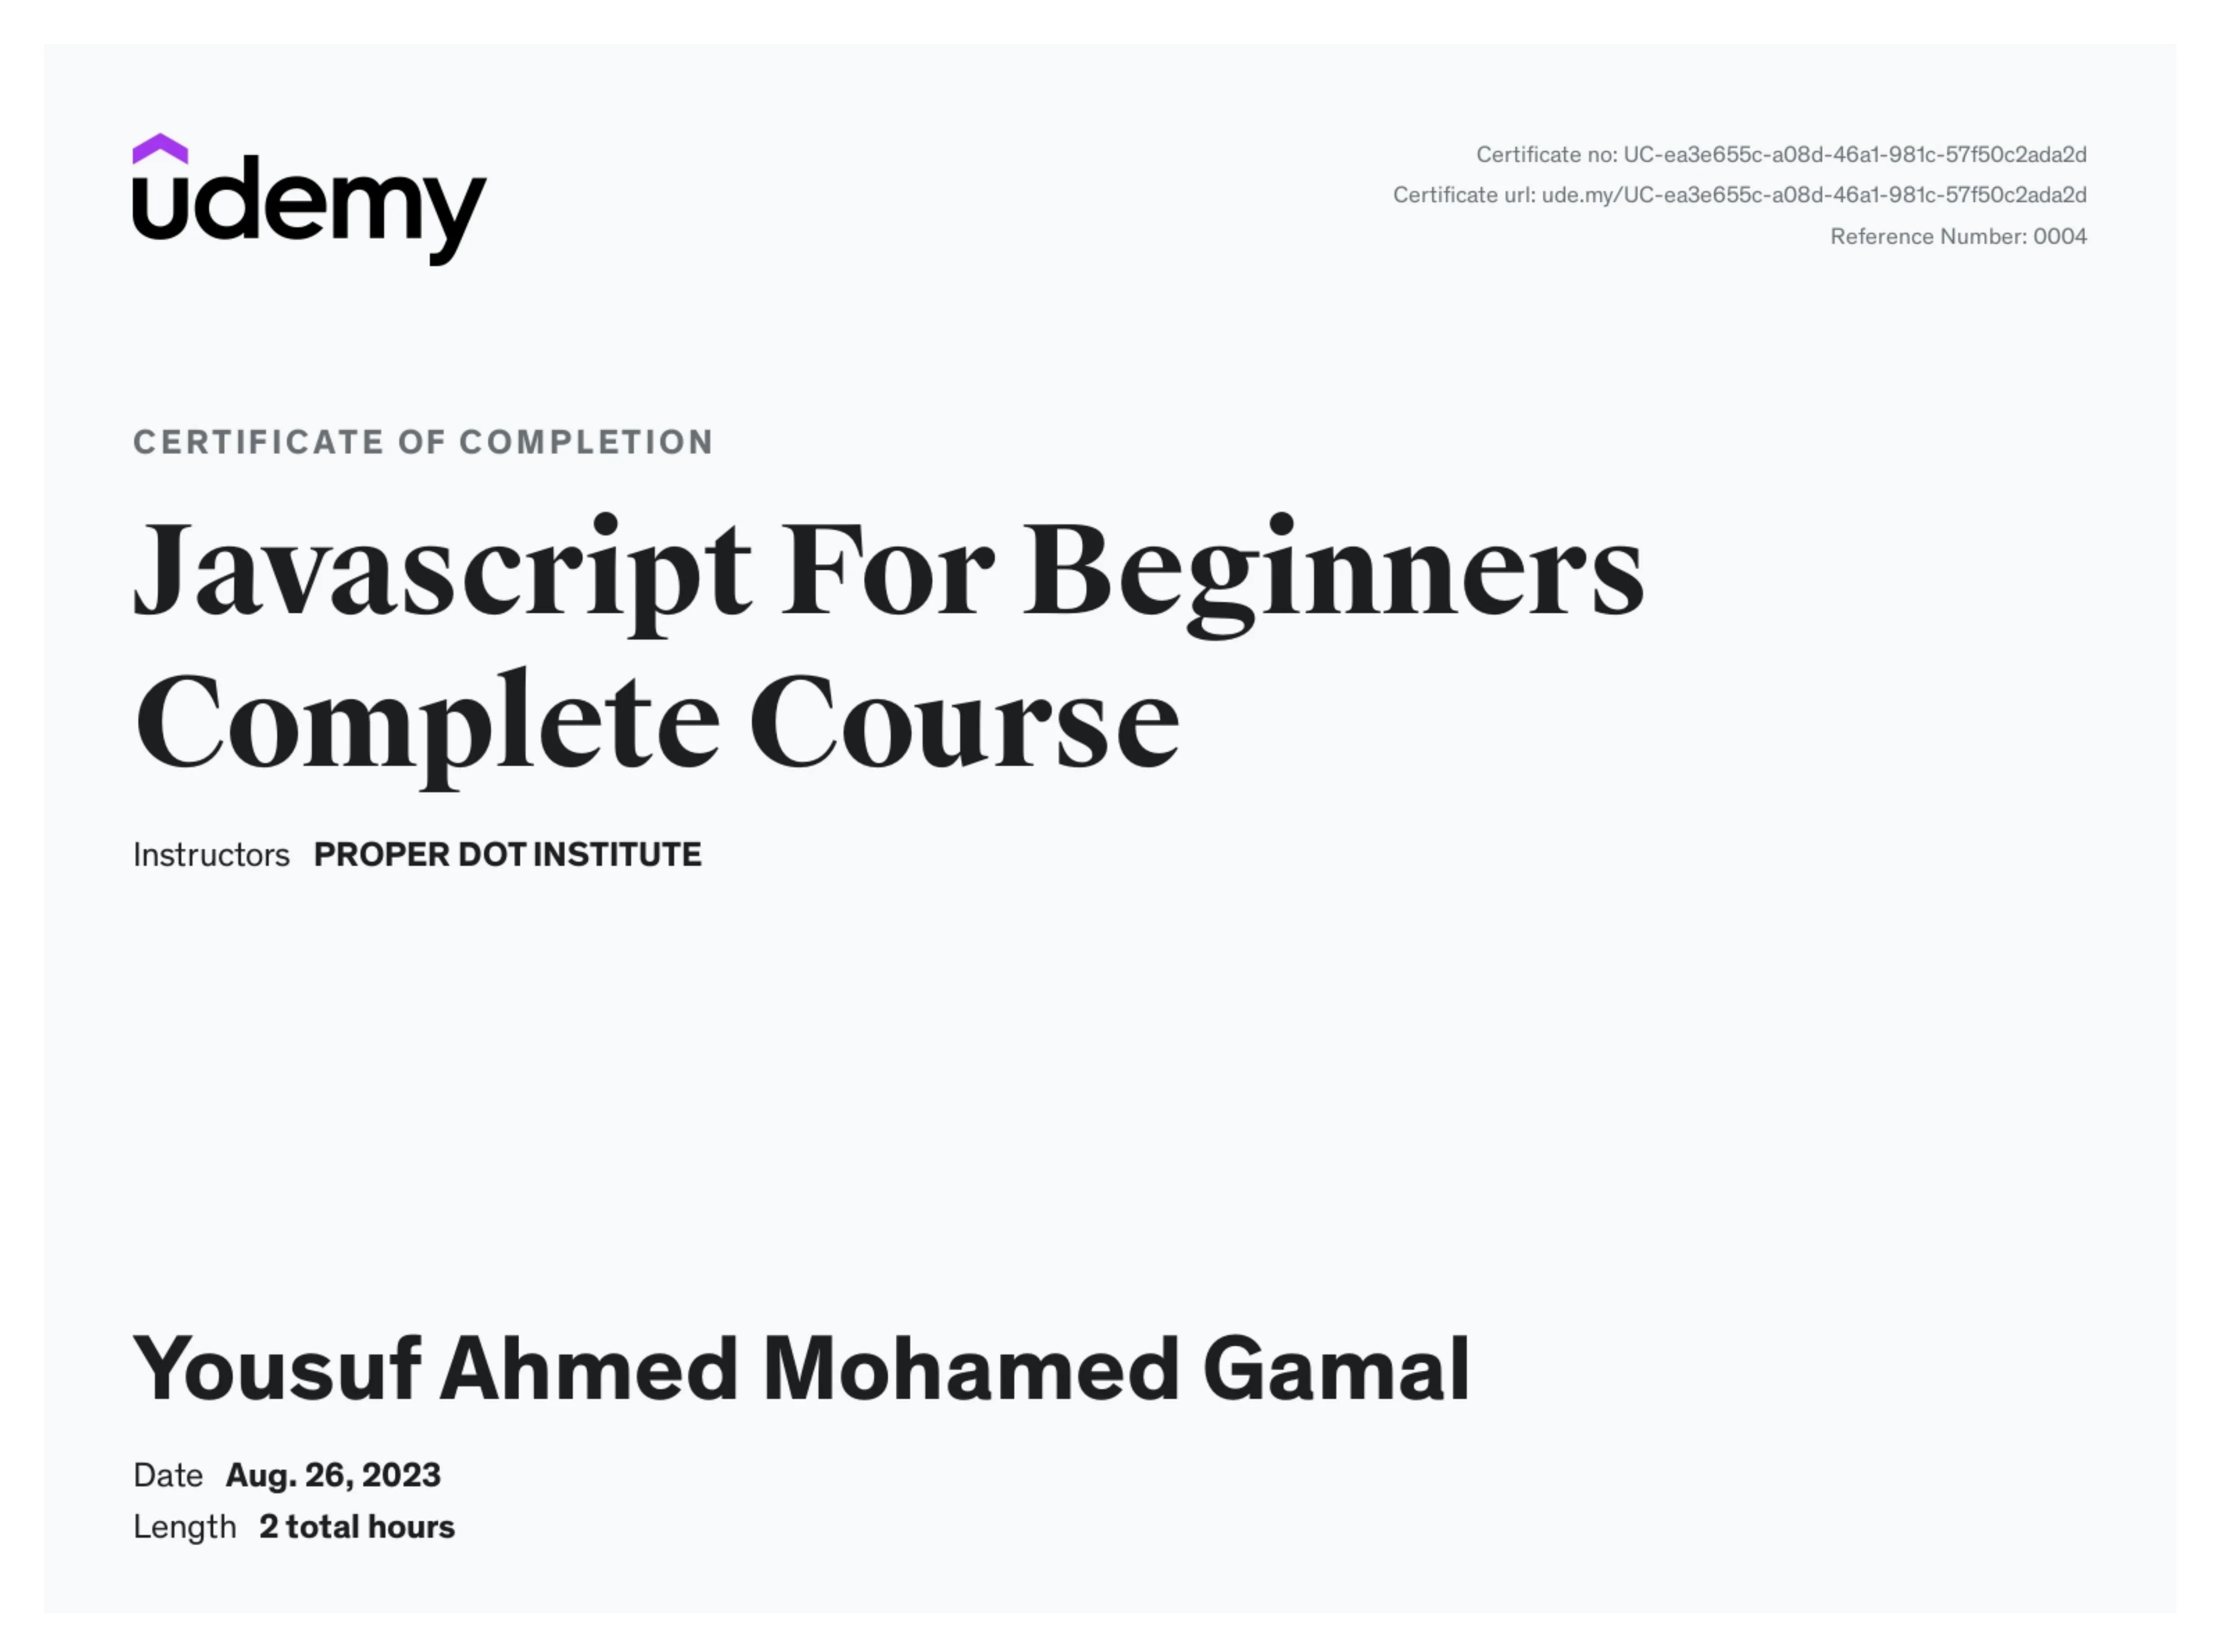 udemy
Certificate no: UC-ea3e655c-a08d-46a1-981c-57f50c2ada2d
Certificate url: ude.my/UC-ea3e655c-a08d-46a1-981c-57f50c2ada2d
Reference Number: 0004
CERTIFICATE OF COMPLETION
Javascript For Beginners
Complete Course
Instructors PROPER DOT INSTITUTE
Yousuf Ahmed Mohamed Gamal
Date Aug. 26, 2023
Length 2 total hours